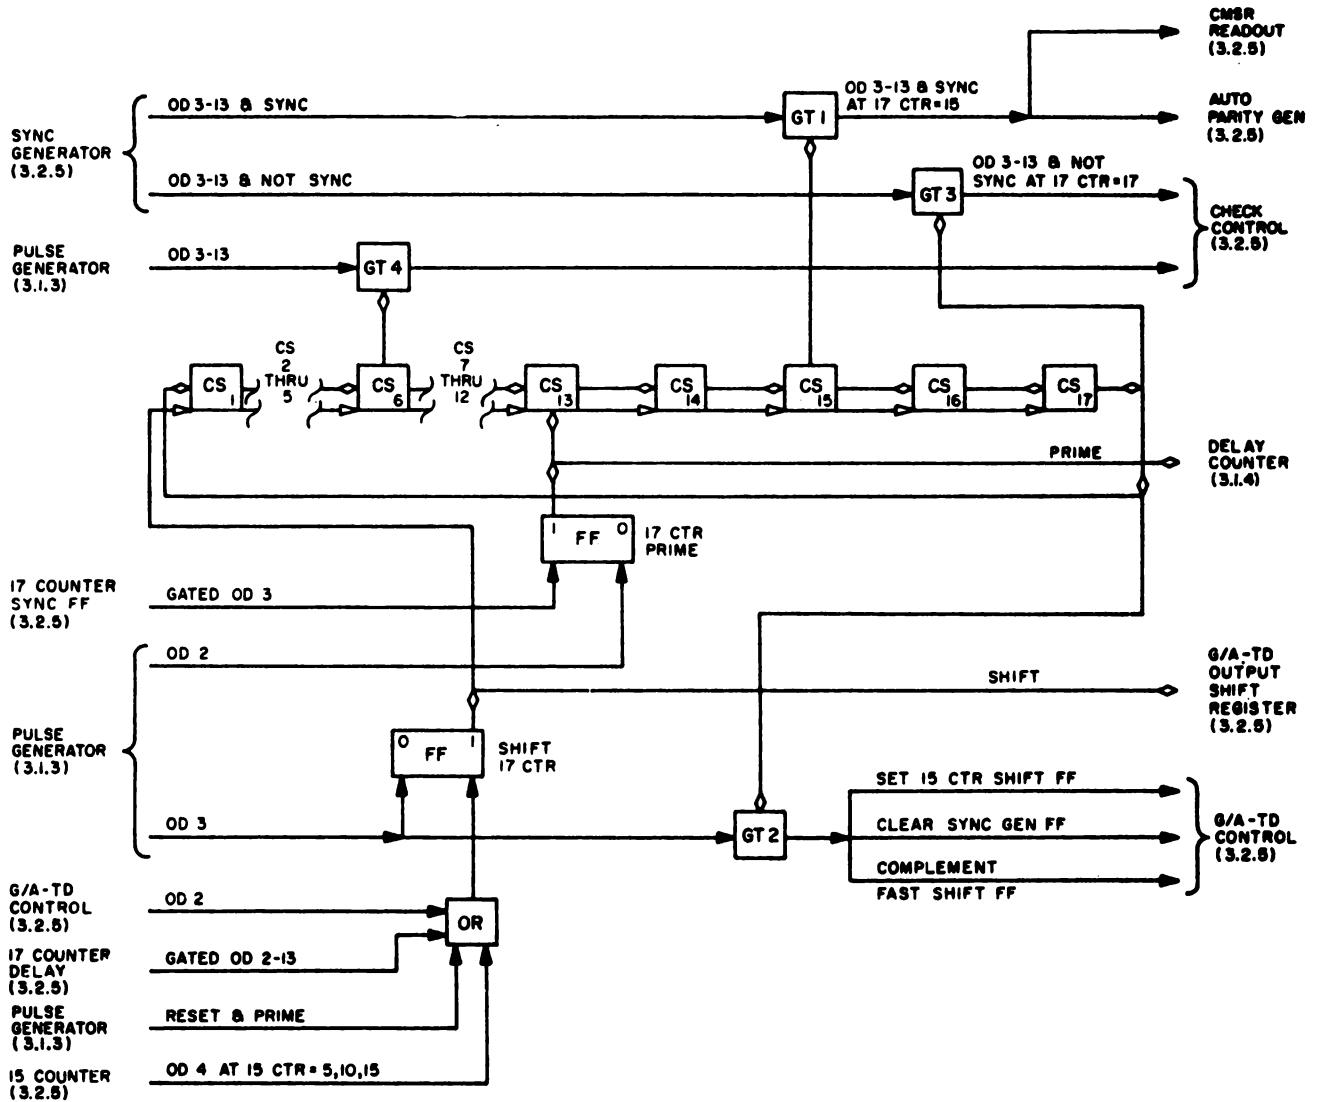 CMSR
READOUT
(3.2.5)
OD 3-13 & SYNC
AT 17 CTR=15
OD 3-13 & SYNC
GT 1
AUTO
PARITY GEN
(3.2.5)
SYNC
GENERATOR
(3.2.5)
OD 3-13 & NOT SYNC
GT 3
OD 3-13 & NOT
SYNC AT 17 CTR=17
CHECK
CONTROL
(3.2.5)
PULSE
GENERATOR
(3.1.3)
OD 3-13
GT 4
CS
1
CS
2
THRU
5
CS
6
CS
7
THRU
12
CS
13
CS
14
CS
15
CS
16
CS
17
PRIME
DELAY
COUNTER
(3.1.4)
1 FF 0
17 CTR
PRIME
17 COUNTER
SYNC FF
(3.2.5)
GATED OD 3
OD 2
SHIFT
G/A-TD
OUTPUT
SHIFT
REGISTER
(3.2.5)
PULSE
GENERATOR
(3.1.3)
0 FF 1
SHIFT
17 CTR
OD 3
GT 2
SET 15 CTR SHIFT FF
CLEAR SYNC GEN FF
COMPLEMENT
FAST SHIFT FF
G/A-TD
CONTROL
(3.2.5)
G/A-TD
CONTROL
(3.2.5)
OD 2
OR
17 COUNTER
DELAY
(3.2.5)
GATED OD 2-13
PULSE
GENERATOR
(3.1.3)
RESET & PRIME
15 COUNTER
(3.2.5)
OD 4 AT 15 CTR=5,10,15